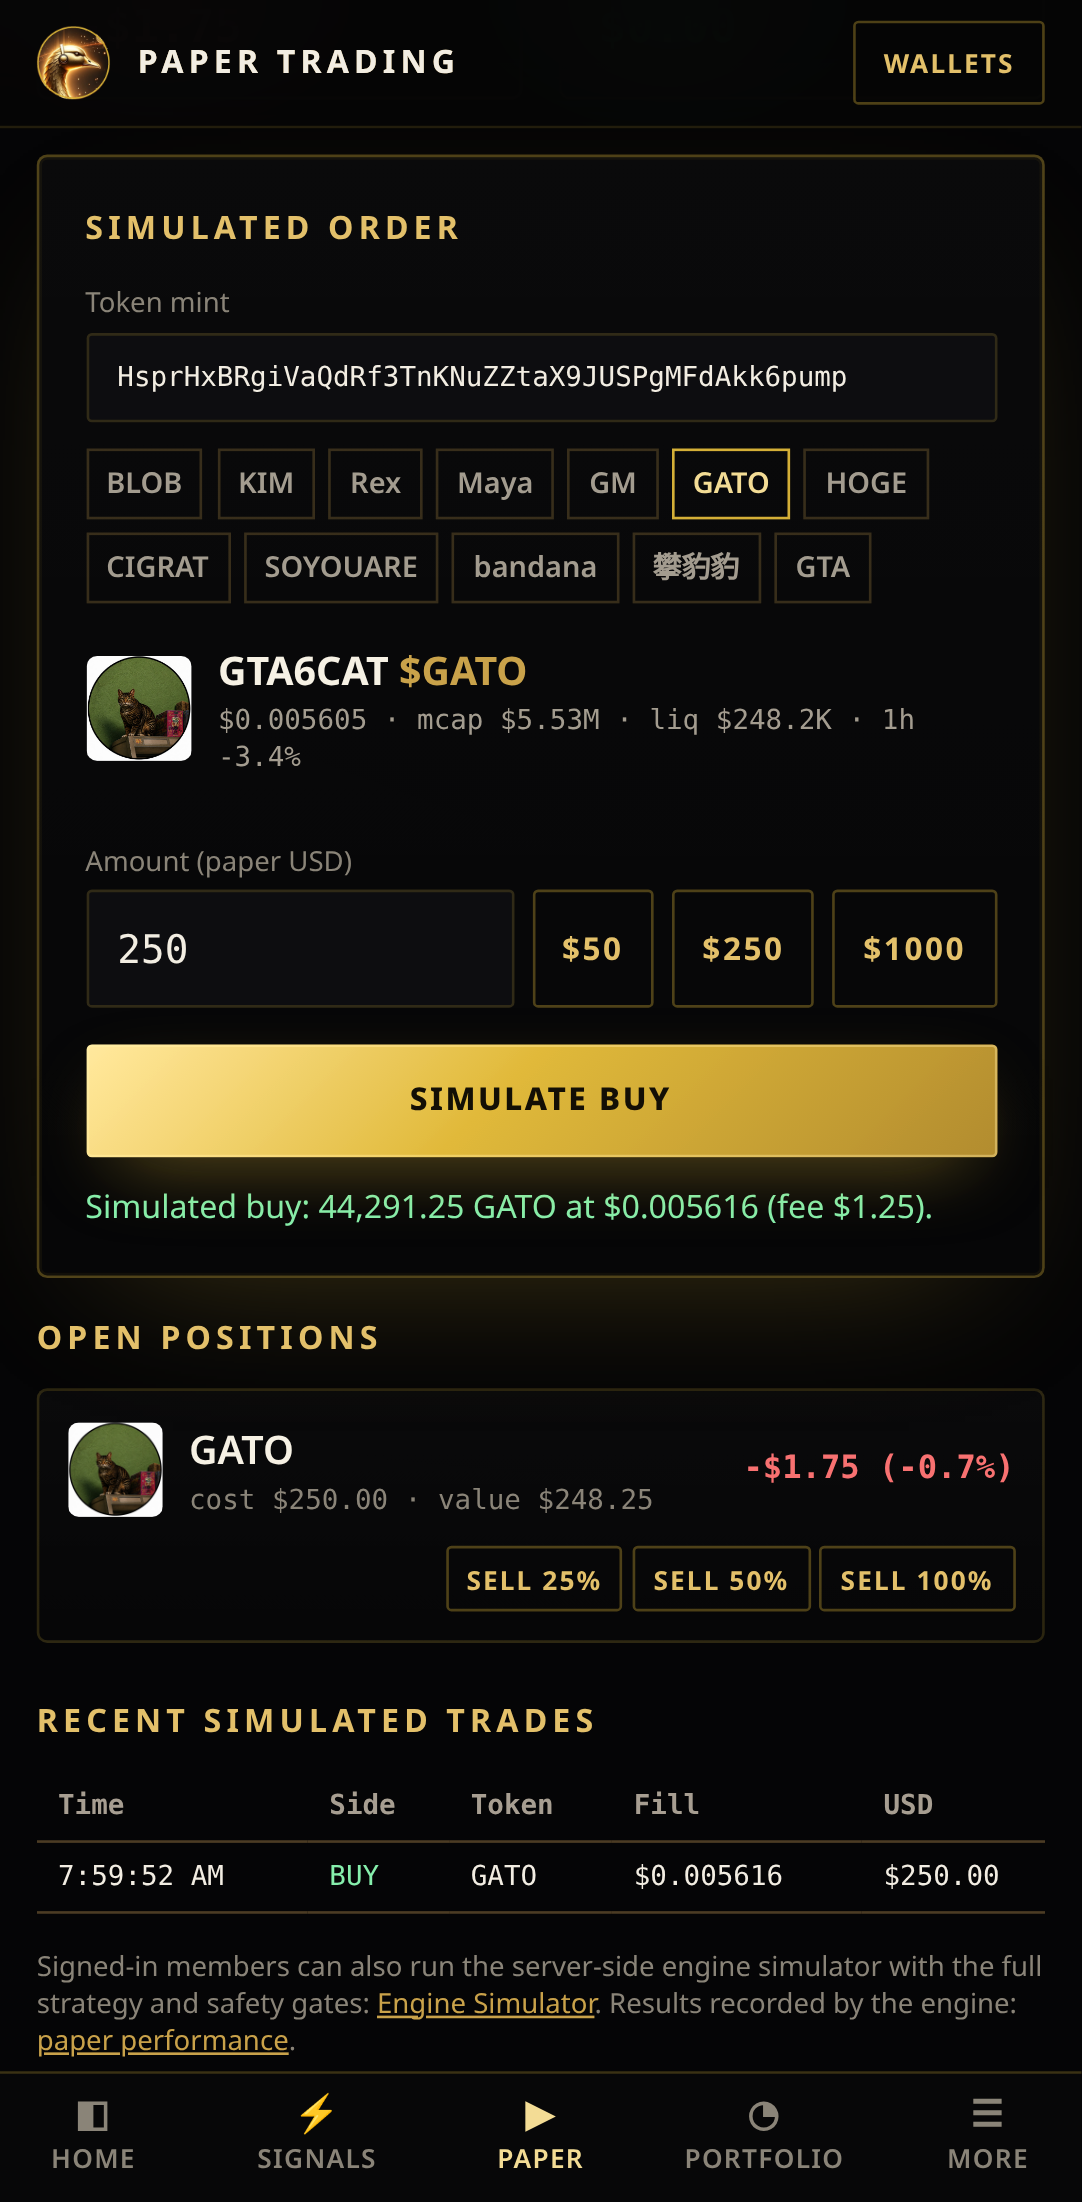 PAPER TRADING
WALLETS
SIMULATED ORDER
Token mint
HsprHxBRgiVaQdRf3TnKNuZZtaX9JUSPgMFdAkk6pump
BLOB KIM Rex Maya GM GATO HOGE
CIGRAT SOYOUARE bandana 攀豹豹 GTA
GTA6CAT $GATO
$0.005605 · mcap $5.53M · liq $248.2K · 1h
-3.4%
Amount (paper USD)
250 $50 $250 $1000
SIMULATE BUY
Simulated buy: 44,291.25 GATO at $0.005616 (fee $1.25).
OPEN POSITIONS
GATO
-$1.75 (-0.7%)
cost $250.00 · value $248.25
SELL 25% SELL 50% SELL 100%
RECENT SIMULATED TRADES
Time Side Token Fill USD
7:59:52 AM BUY GATO $0.005616 $250.00
Signed-in members can also run the server-side engine simulator with the full
strategy and safety gates: Engine Simulator. Results recorded by the engine:
paper performance.
HOME SIGNALS PAPER PORTFOLIO MORE